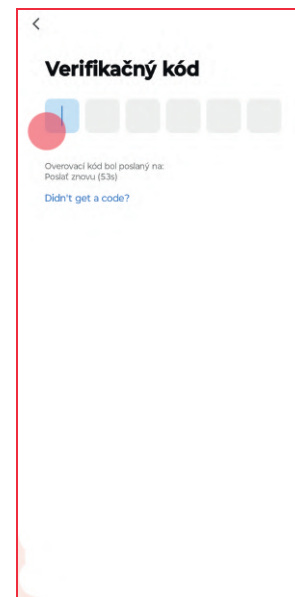 Verifikačný kód
Overovací kód bol poslaný na:
Poslať znovu (53s)
Didn't get a code?